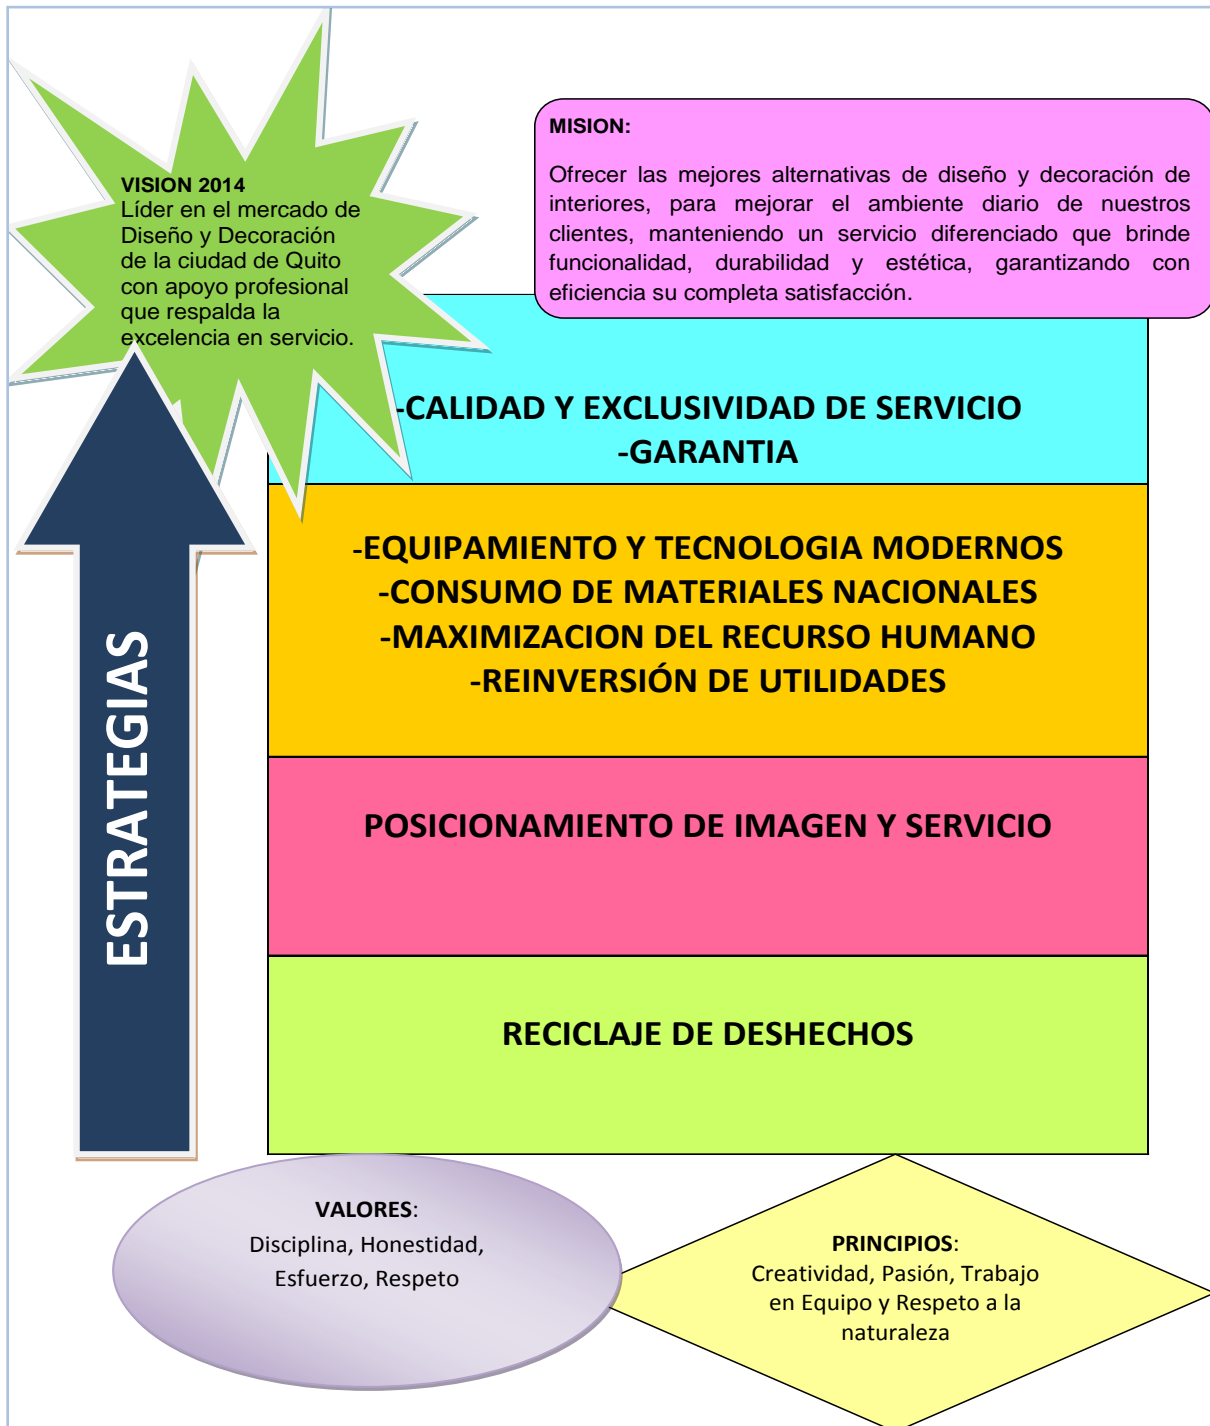 VISION 2014
Líder en el mercado de
Diseño y Decoración
de la ciudad de Quito
con apoyo profesional
que respalda la
excelencia en servicio.
MISION:
Ofrecer las mejores alternativas de diseño y decoración de
interiores, para mejorar el ambiente diario de nuestros
clientes, manteniendo un servicio diferenciado que brinde
funcionalidad, durabilidad y estética, garantizando con
eficiencia su completa satisfacción.
-CALIDAD Y EXCLUSIVIDAD DE SERVICIO
-GARANTIA
-EQUIPAMIENTO Y TECNOLOGIA MODERNOS
-CONSUMO DE MATERIALES NACIONALES
-MAXIMIZACION DEL RECURSO HUMANO
-REINVERSIÓN DE UTILIDADES
ESTRATEGIAS
POSICIONAMIENTO DE IMAGEN Y SERVICIO
RECICLAJE DE DESHECHOS
VALORES:
Disciplina, Honestidad,
Esfuerzo, Respeto
PRINCIPIOS:
Creatividad, Pasión, Trabajo
en Equipo y Respeto a la
naturaleza